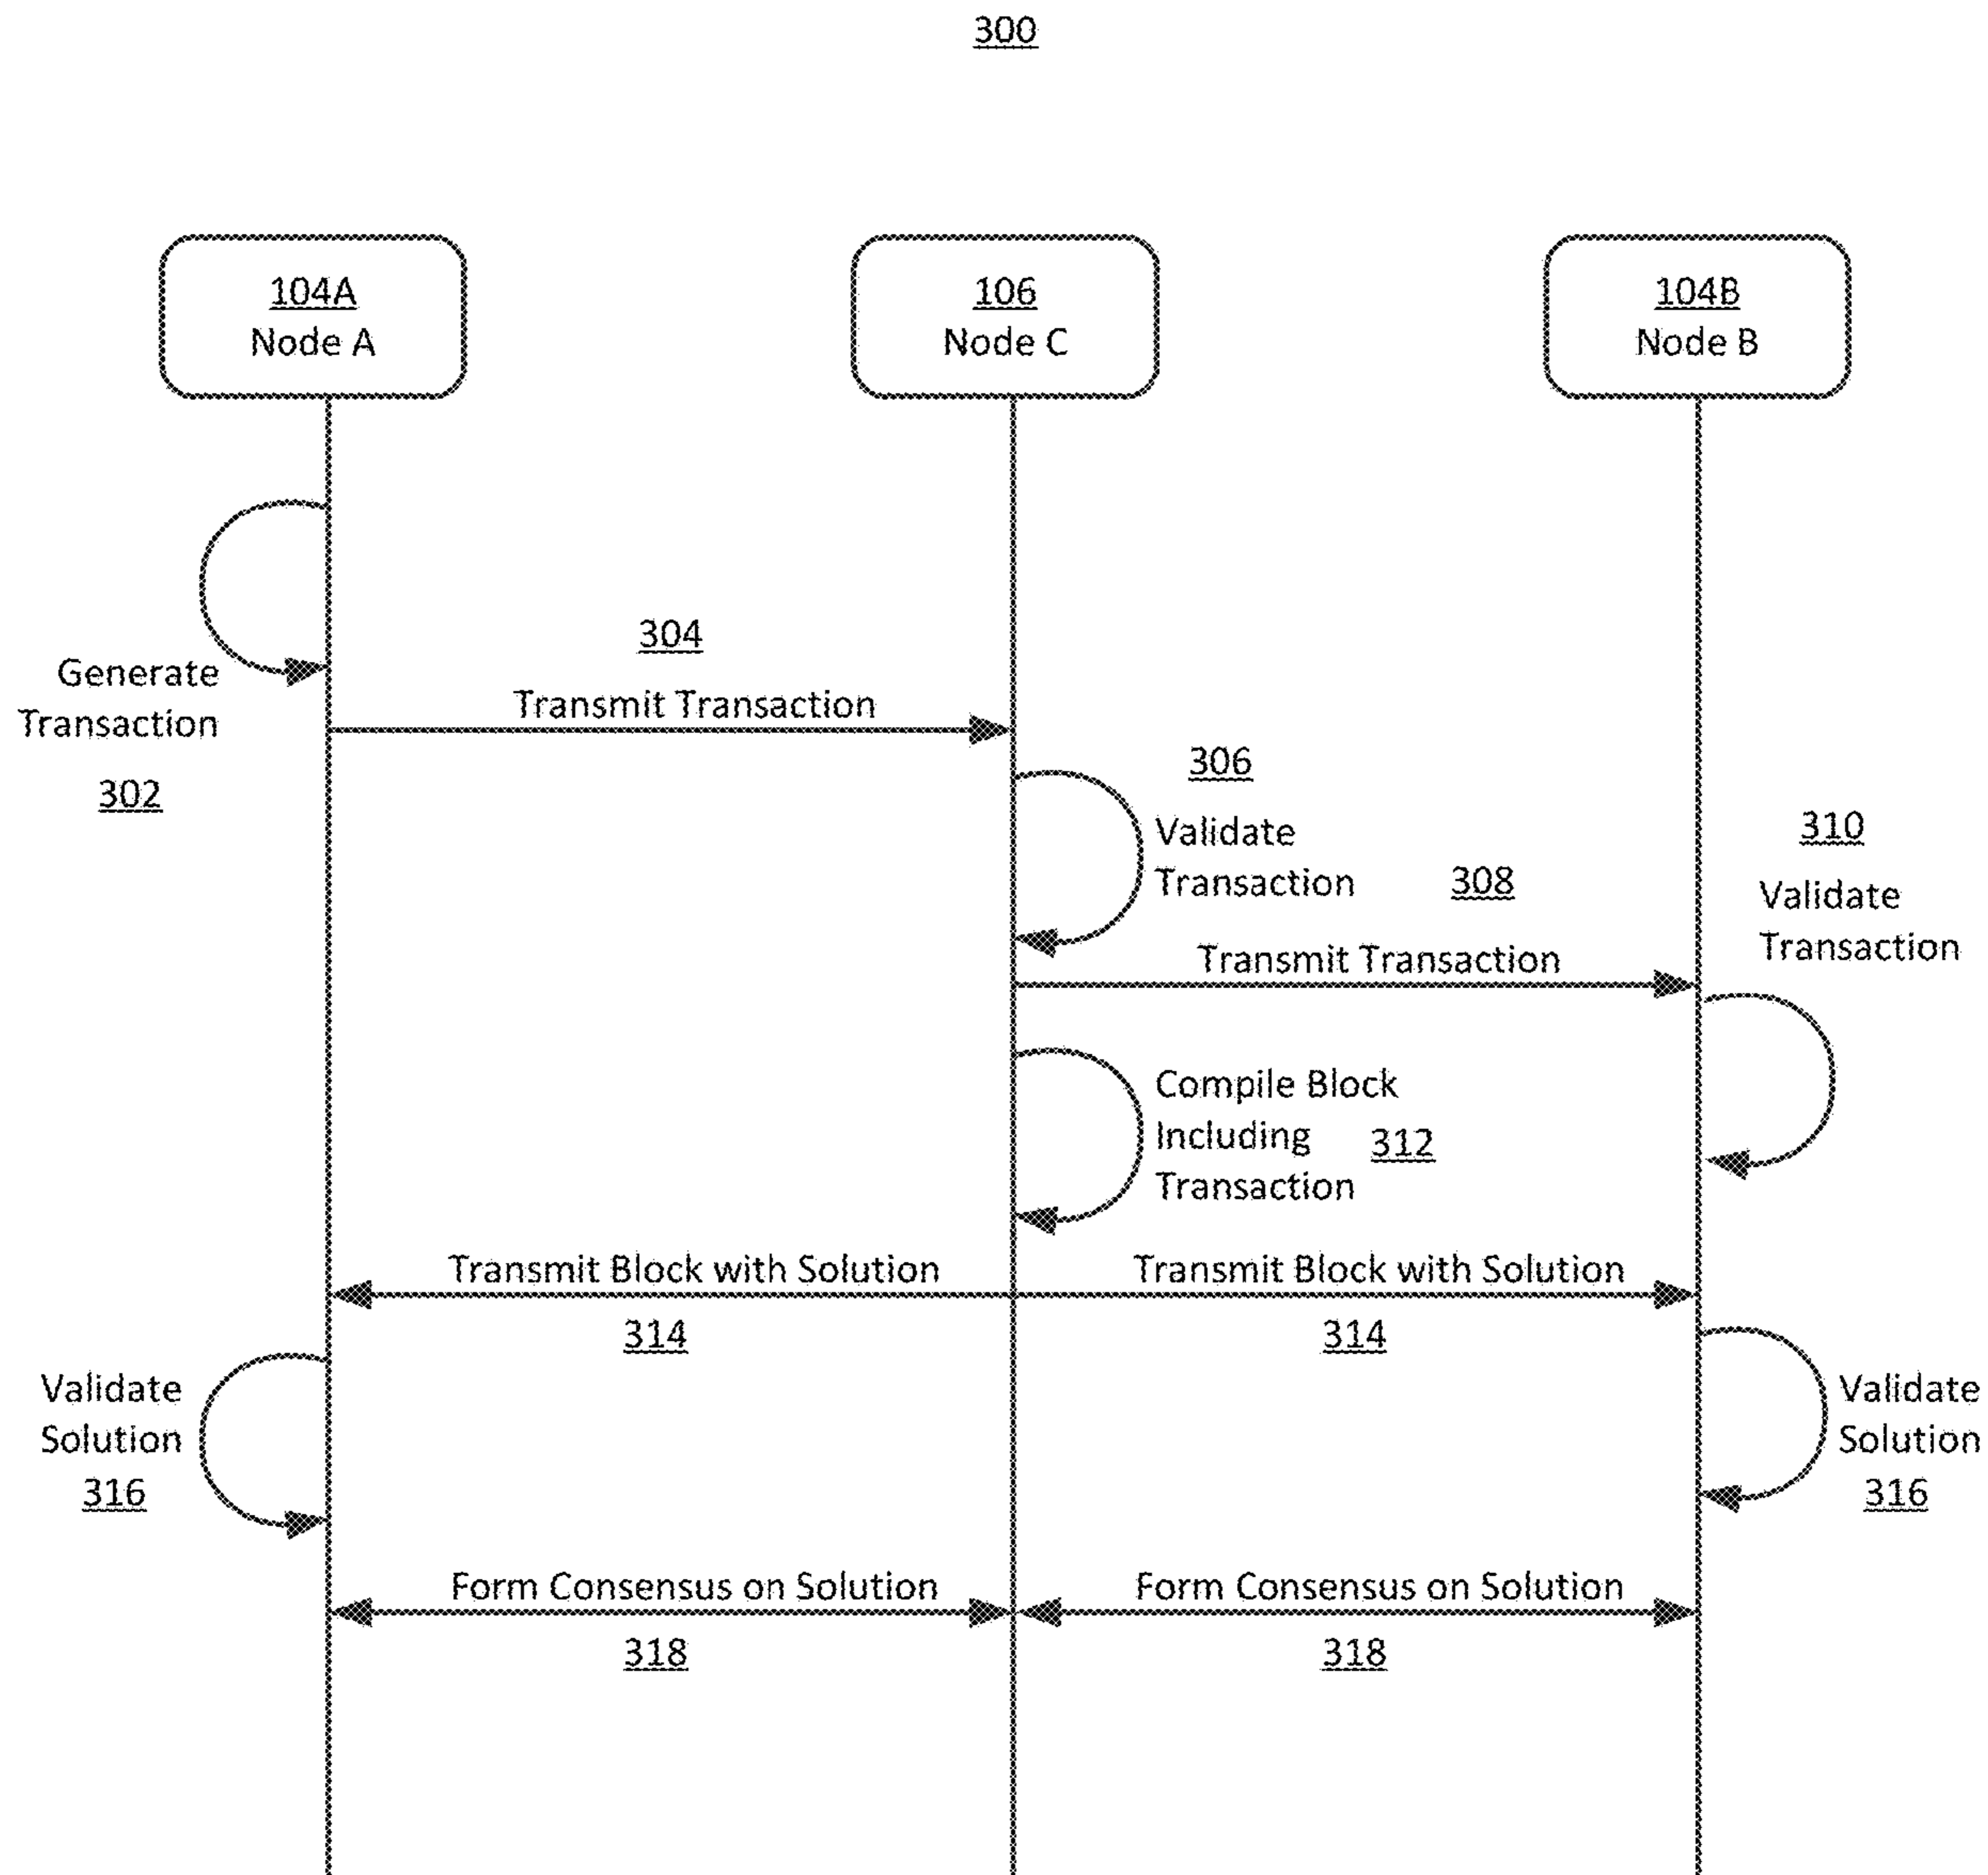 300
104A
Node A
106
Node C
104B
Node B
Generate
Transaction
302
304
Transmit Transaction
306
Validate
Transaction
308
Transmit Transaction
310
Validate
Transaction
Compile Block
Including
312
Transaction
Transmit Block with Solution
314
Transmit Block with Solution
314
Validate
Solution
316
Validate
Solution
316
Form Consensus on Solution
318
Form Consensus on Solution
318